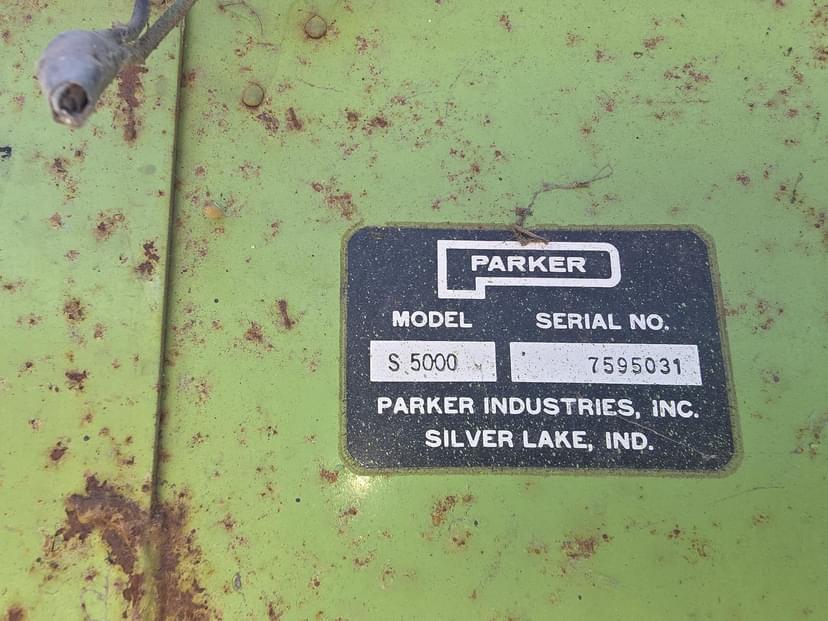 PARKER
MODEL SERIAL NO.
S 5000 7595031
PARKER INDUSTRIES, INC.
SILVER LAKE, IND.